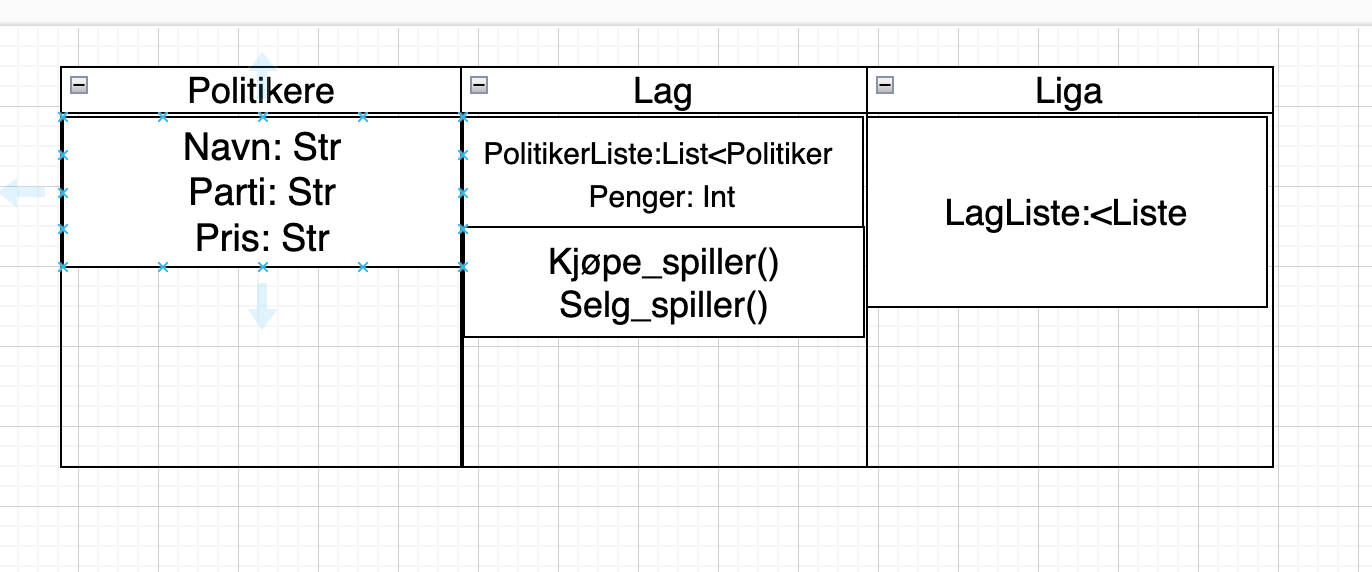 Politikere
Navn: Str
Parti: Str
Pris: Str
Lag
PolitikerListe:List<Politiker
Penger: Int
Kjøpe_spiller()
Selg_spiller()
Liga
LagListe:<Liste